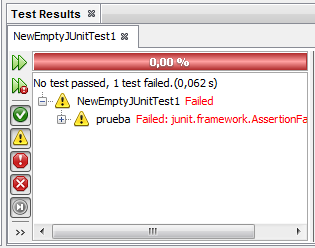 Test Results
NewEmptyJUnitTest1
0,00 %
No test passed, 1 test failed.(0,062 s)
NewEmptyJUnitTest1 Failed
prueba Failed: junit.framework.AssertionFa
>>